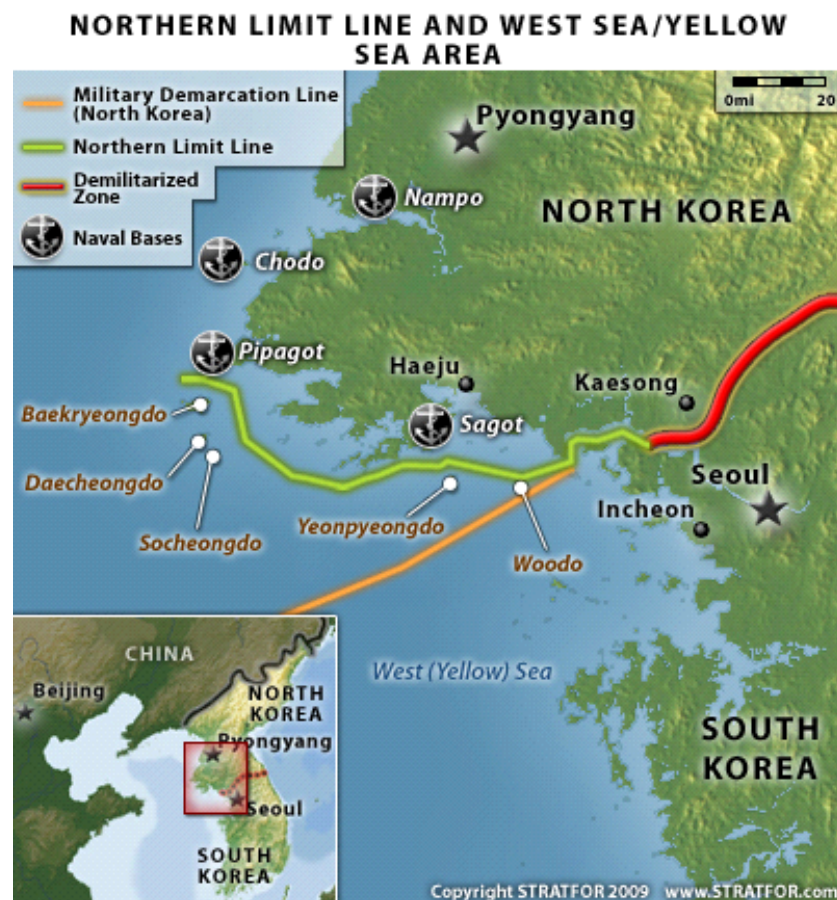 NORTHERN LIMIT LINE AND WEST SEA/YELLOW
SEA AREA
Military Demarcation Line
(North Korea)
Northern Limit Line
Demilitarized
Zone
Naval Bases
0mi 20
Pyongyang
Nampo
NORTH KOREA
Chodo
Pipagot
Haeju
Kaesong
Baekryeongdo
Sagot
Daecheongdo
Seoul
Socheongdo
Yeonpyeongdo
Incheon
Woodo
West (Yellow) Sea
SOUTH
KOREA
CHINA
Beijing
NORTH
KOREA
Pyongyang
Seoul
SOUTH
KOREA
Copyright STRATFOR 2009 www.STRATFOR.com